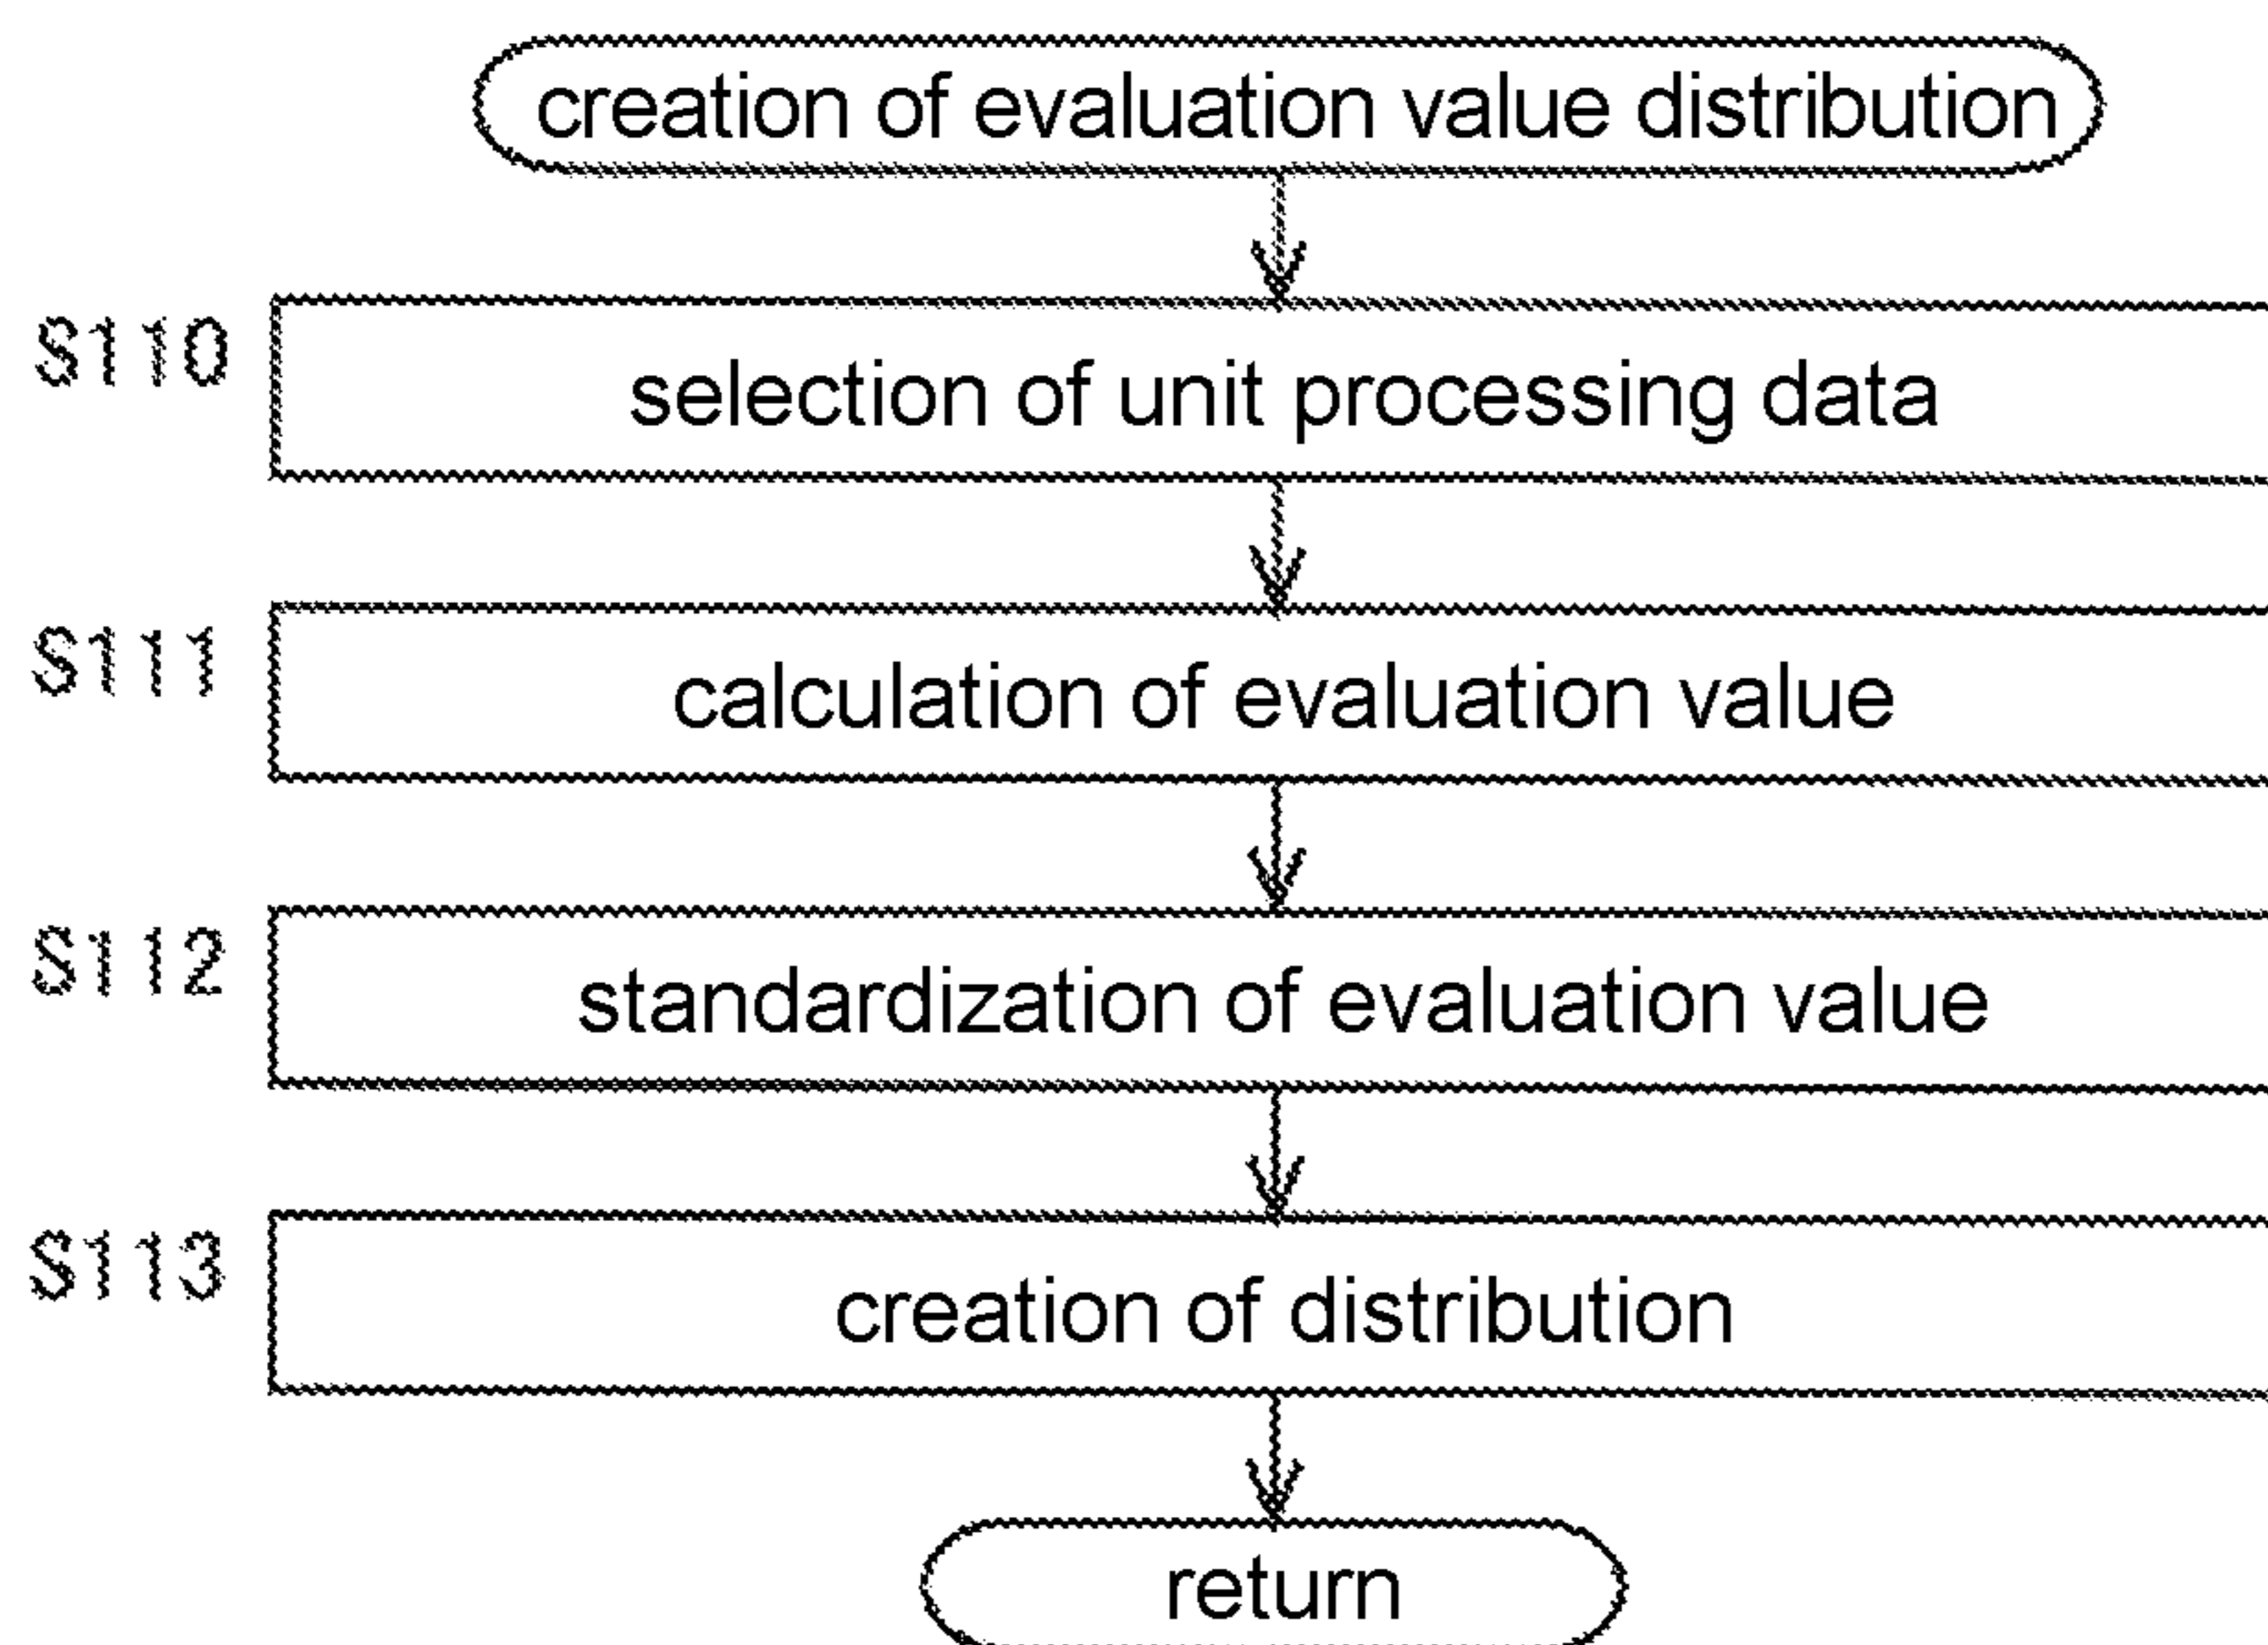 creation of evaluation value distribution
S110
selection of unit processing data
S111
calculation of evaluation value
S112
standardization of evaluation value
S113
creation of distribution
return